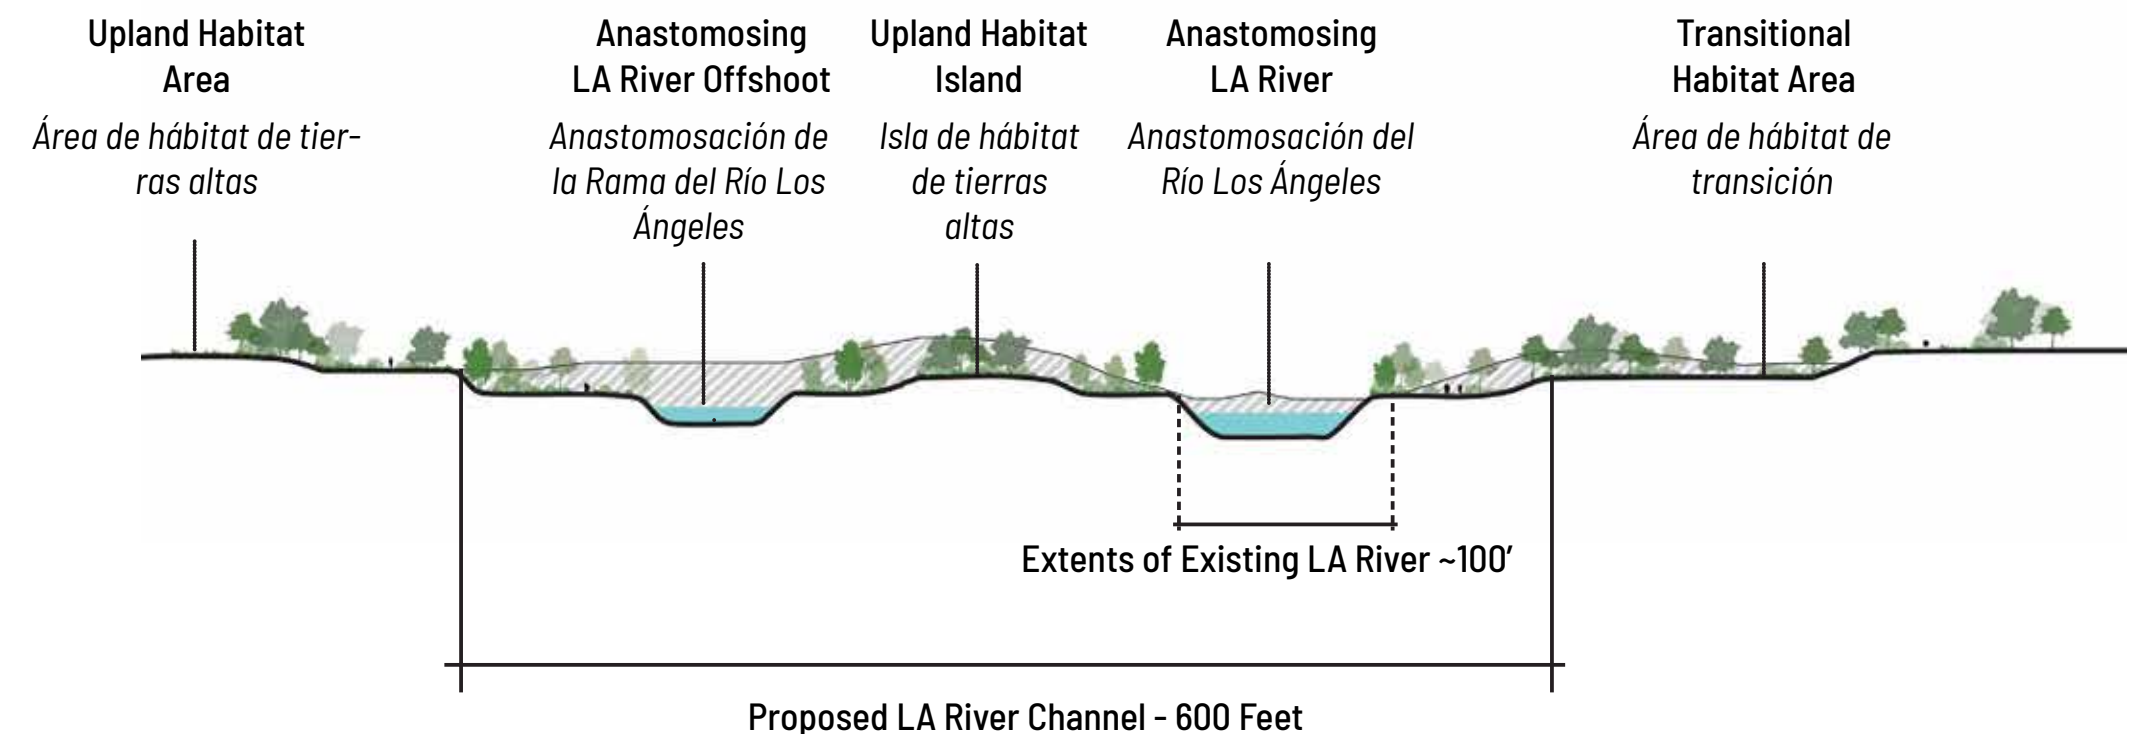 Upland Habitat
Area
Área de hábitat de tier-
ras altas
Anastomosing
LA River Offshoot
Anastomosación de
la Rama del Río Los
Ángeles
Upland Habitat
Island
Isla de hábitat
de tierras
altas
Anastomosing
LA River
Anastomosación del
Río Los Ángeles
Transitional
Habitat Area
Área de hábitat de
transición
Extents of Existing LA River ~100'
Proposed LA River Channel - 600 Feet